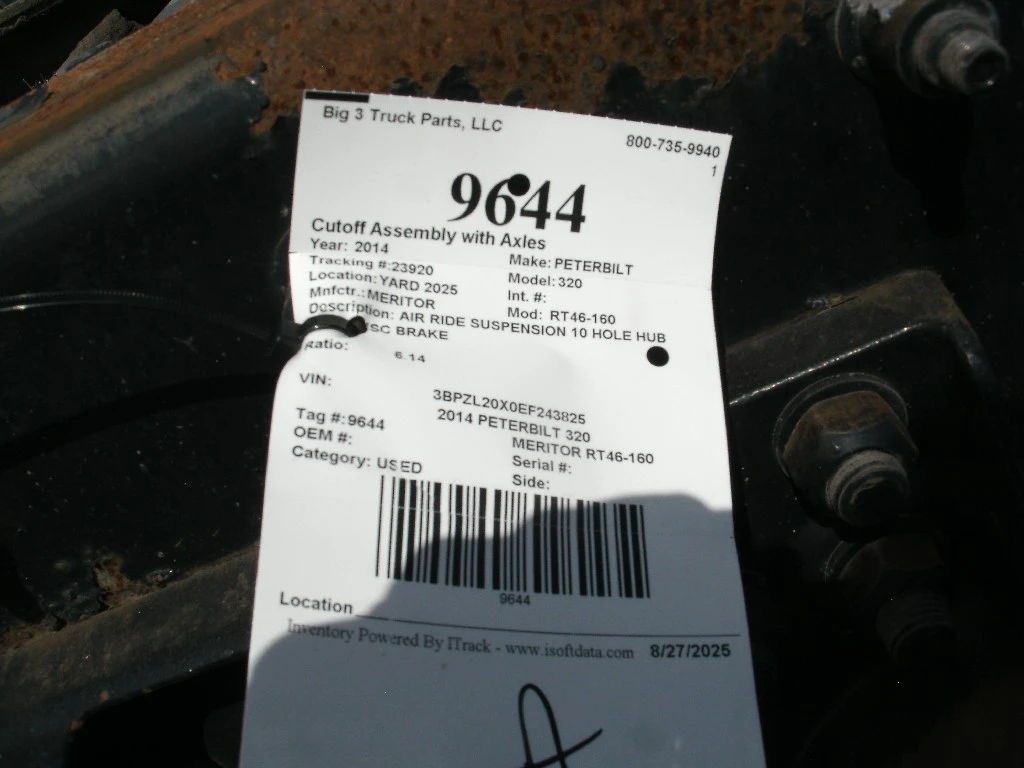 Big 3 Truck Parts, LLC 800-735-9940
1
9644
Cutoff Assembly with Axles
Year: 2014 Make: PETERBILT
Tracking #:23920 Model: 320
Location: YARD 2025 Int. #:
Mnfctr.: MERITOR Mod: RT46-160
Description: AIR RIDE SUSPENSION 10 HOLE HUB
SC BRAKE
Ratio: 6.14
VIN: 3BPZL20X0EF243825
2014 PETERBILT 320
Tag #:9644 MERITOR RT46-160
OEM #: Serial #:
Category: USED Side:
9644
Location
Inventory Powered By ITrack - www.isoftdata.com 8/27/2025